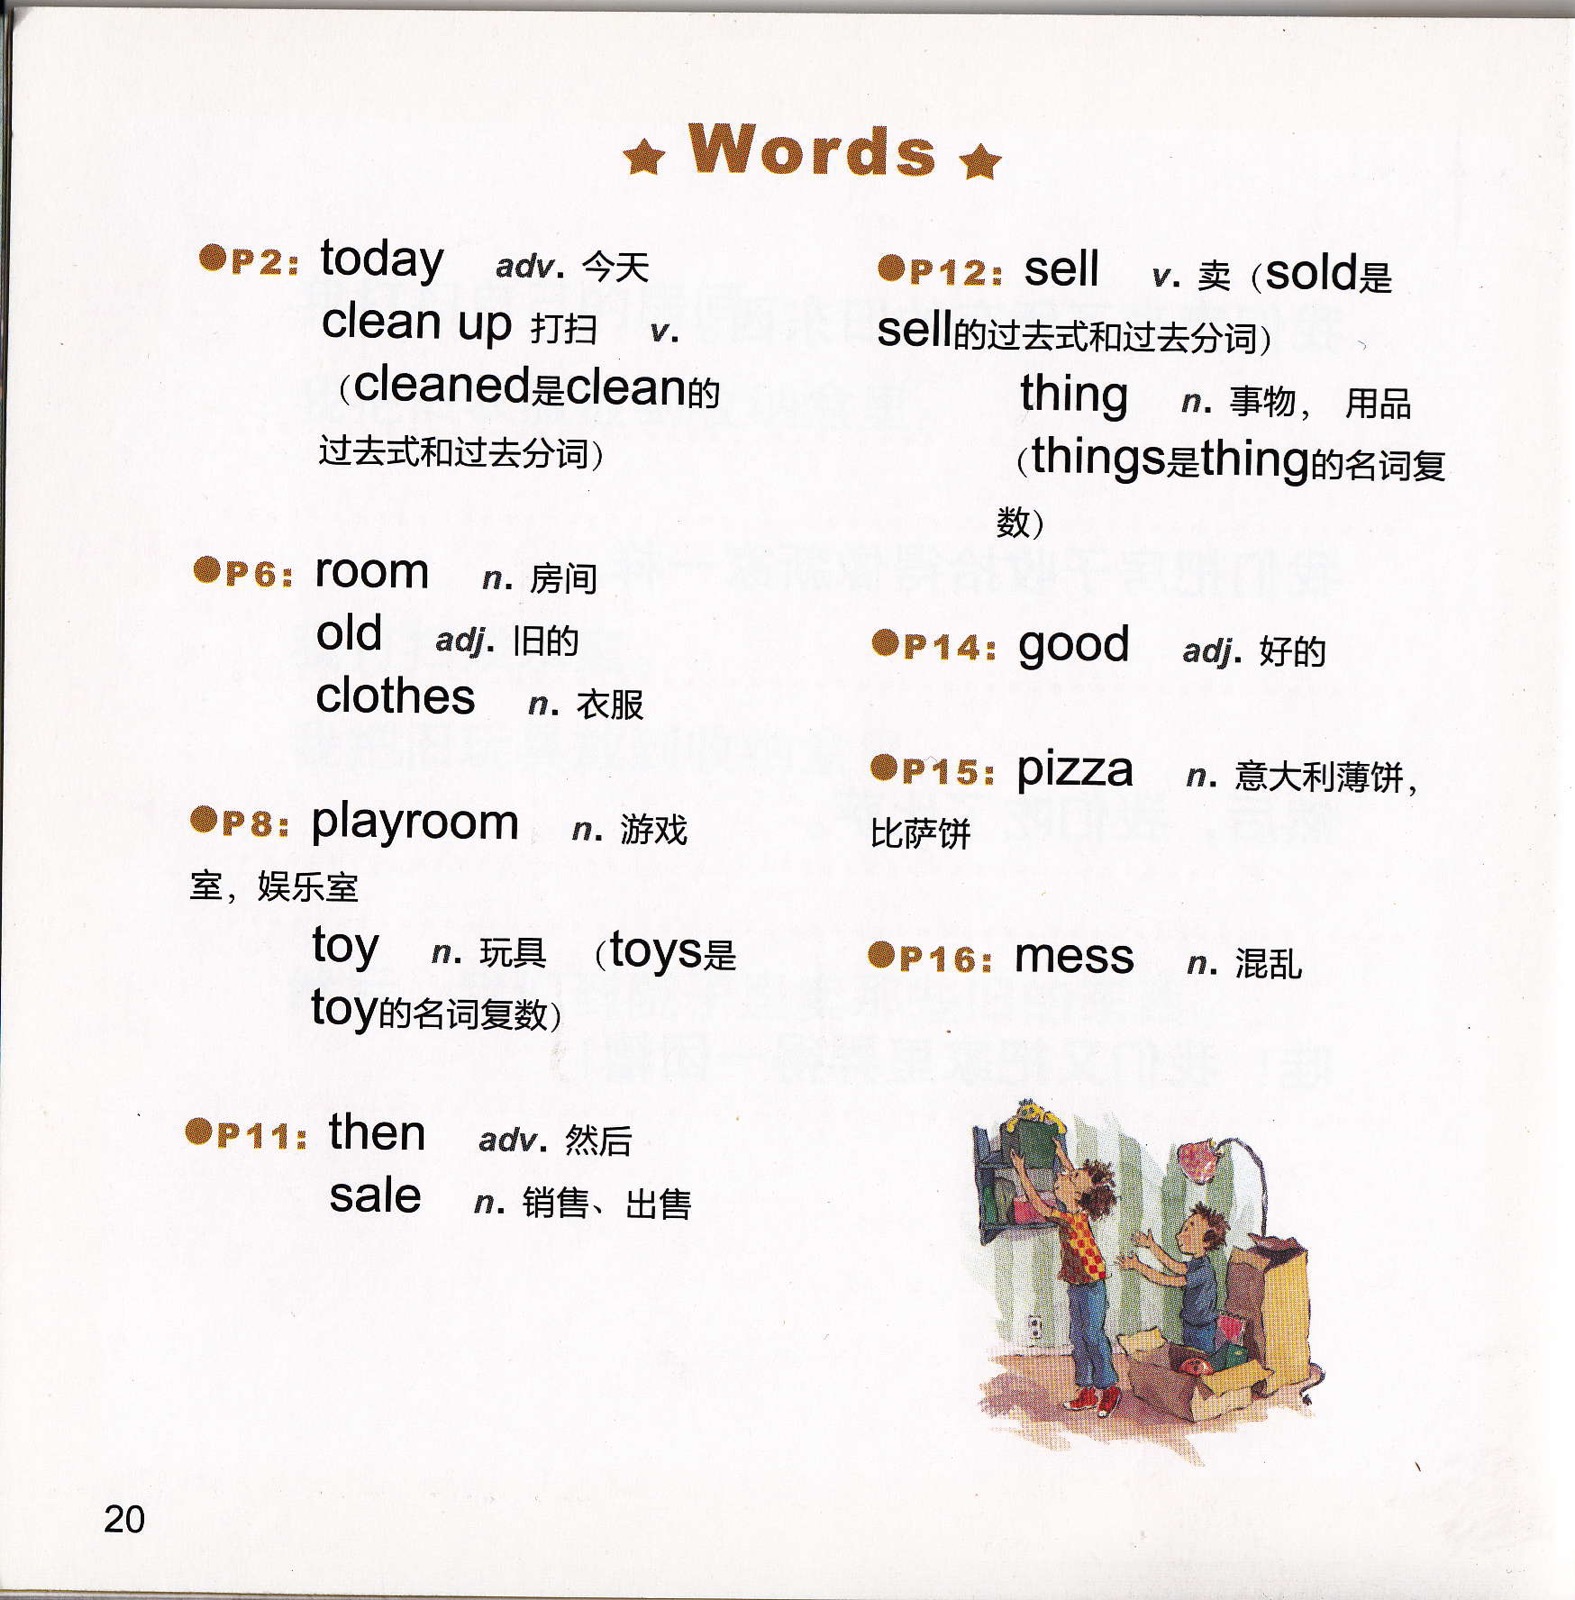 ★ Words ★
●P2: today adv. 今天
clean up 打扫 v.
（cleaned是clean的
过去式和过去分词）
●P6: room n. 房间
old adj. 旧的
clothes n. 衣服
●P8: playroom n. 游戏
室，娱乐室
toy n. 玩具 （toys是
toy的名词复数）
●P11: then adv. 然后
sale n. 销售、出售
●P12: sell v. 卖（sold是
sell的过去式和过去分词）
thing n. 事物， 用品
（things是thing的名词复
数）
●P14: good adj. 好的
●P15: pizza n. 意大利薄饼，
比萨饼
●P16: mess n. 混乱
20